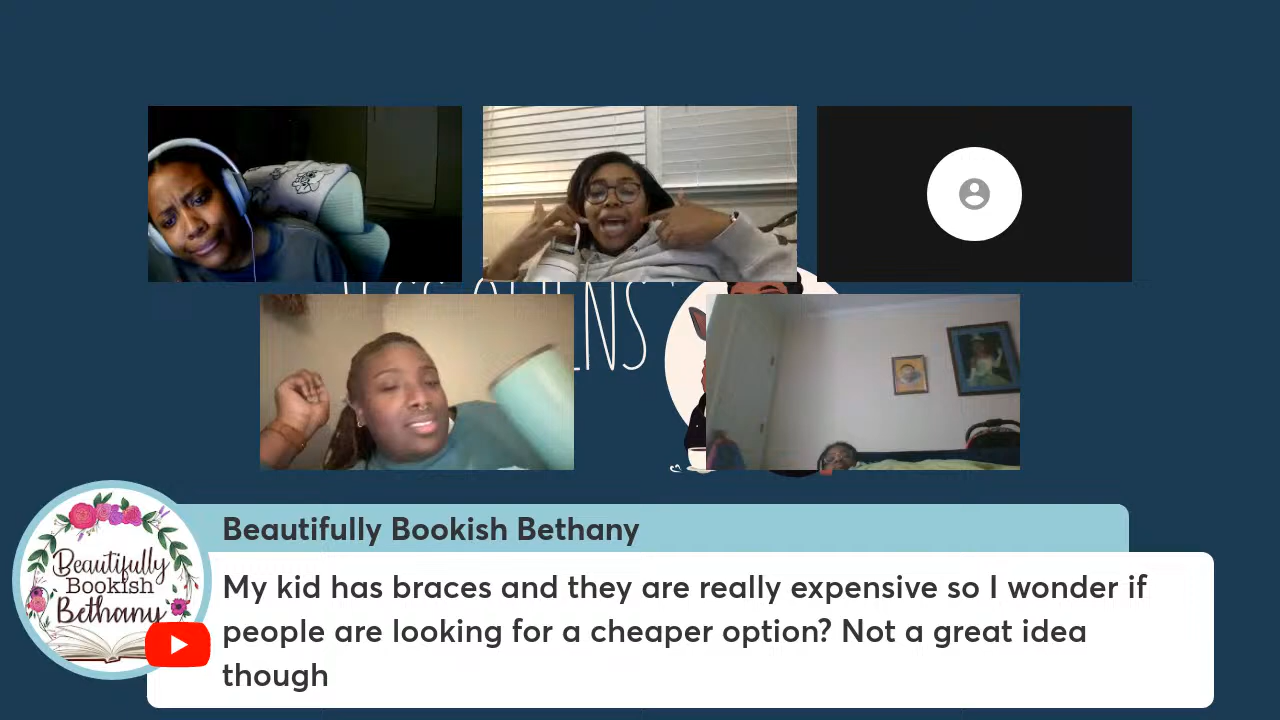 Beautifully Bookish Bethany
My kid has braces and they are really expensive so I wonder if
people are looking for a cheaper option? Not a great idea
though
Beautifully
Bookish
Bethany